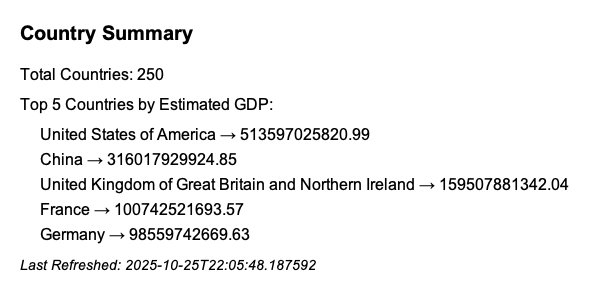 Country Summary
Total Countries: 250
Top 5 Countries by Estimated GDP:
United States of America → 513597025820.99
China → 316017929924.85
United Kingdom of Great Britain and Northern Ireland → 159507881342.04
France → 100742521693.57
Germany → 98559742669.63
Last Refreshed: 2025-10-25T22:05:48.187592